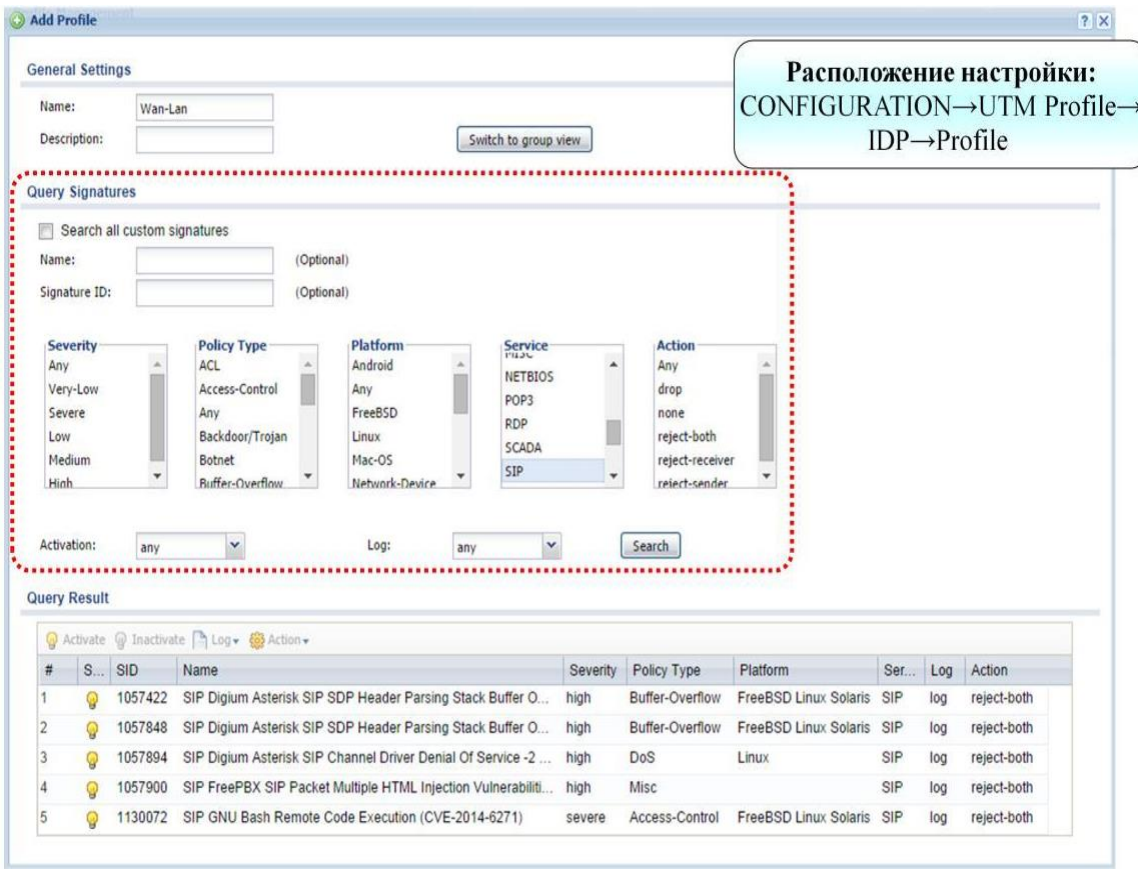 Add Profile
? X
General Settings
Name: Wan-Lan
Description:
Switch to group view
Расположение настройки:
CONFIGURATION→UTM Profile→
IDP→Profile
Query Signatures
Search all custom signatures
Name: (Optional)
Signature ID: (Optional)
Severity
Any
Very-Low
Severe
Low
Medium
High
Policy Type
ACL
Access-Control
Any
Backdoor/Trojan
Botnet
Buffer-Overflow
Platform
Android
Any
FreeBSD
Linux
Mac-OS
Network-Device
Service
MISC
NETBIOS
POP3
RDP
SCADA
SIP
Action
Any
drop
none
reject-both
reject-receiver
reject-sender
Activation: any Log: any Search
Query Result
Activate Inactivate Log Action
# S... SID Name Severity Policy Type Platform Ser... Log Action
1 1057422 SIP Digium Asterisk SIP SDP Header Parsing Stack Buffer O... high Buffer-Overflow FreeBSD Linux Solaris SIP log reject-both
2 1057848 SIP Digium Asterisk SIP SDP Header Parsing Stack Buffer O... high Buffer-Overflow FreeBSD Linux Solaris SIP log reject-both
3 1057894 SIP Digium Asterisk SIP Channel Driver Denial Of Service -2 ... high DoS Linux SIP log reject-both
4 1057900 SIP FreePBX SIP Packet Multiple HTML Injection Vulnerabiliti... high Misc SIP log reject-both
5 1130072 SIP GNU Bash Remote Code Execution (CVE-2014-6271) severe Access-Control FreeBSD Linux Solaris SIP log reject-both